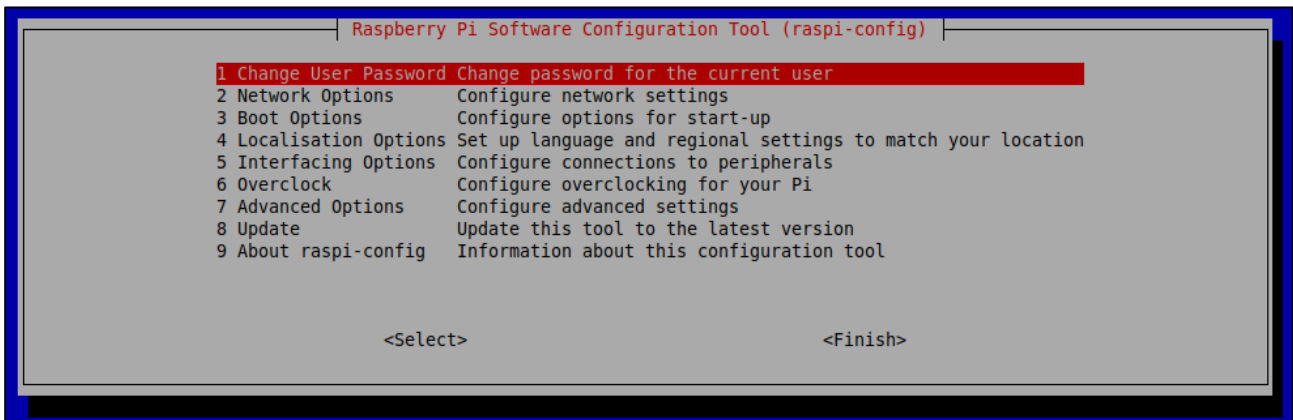 Raspberry Pi Software Configuration Tool (raspi-config)
1 Change User Password Change password for the current user
2 Network Options Configure network settings
3 Boot Options Configure options for start-up
4 Localisation Options Set up language and regional settings to match your location
5 Interfacing Options Configure connections to peripherals
6 Overclock Configure overclocking for your Pi
7 Advanced Options Configure advanced settings
8 Update Update this tool to the latest version
9 About raspi-config Information about this configuration tool
<Select> <Finish>